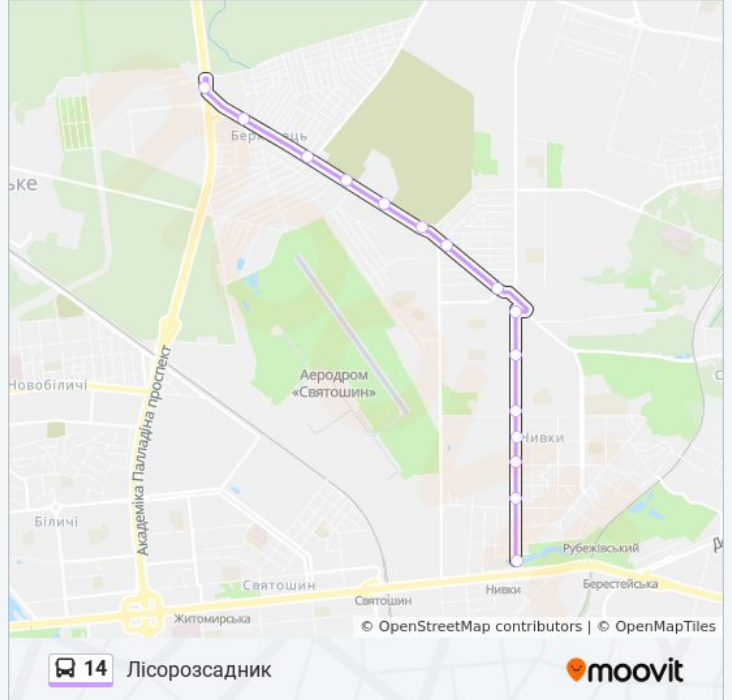 ьке
Аеродром
«Святошин»
Новобіличі
Академіка Палладіна проспект
Нивки
Біличі
Рубежівський
Святошин
Нивки
Берестейська
Святошин
Житомирська
© OpenStreetMap contributors | © OpenMapTiles
14 Лісорозсадник
moovit